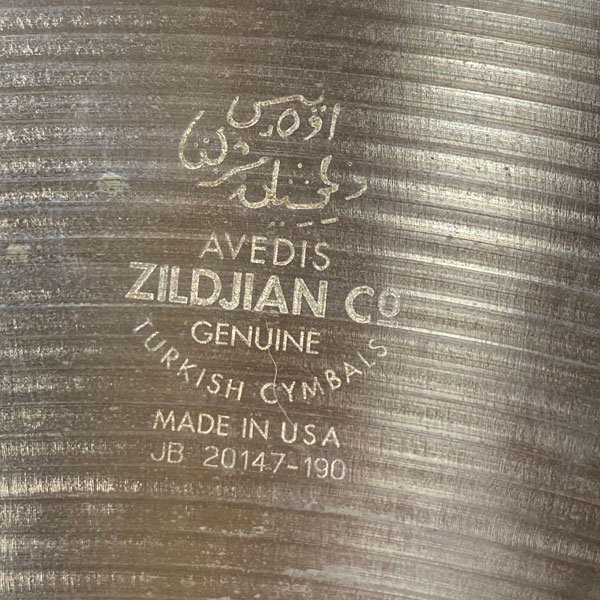 AVEDIS
ZILDJIAN Co
GENUINE
TURKISH CYMBALS
MADE IN USA
JB 20147-190